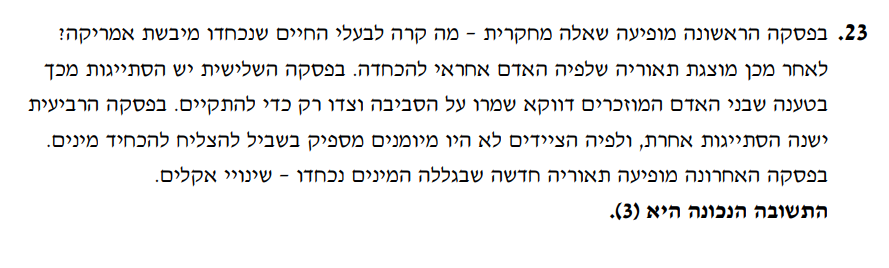 23. בפסקה הראשונה מופיעה שאלה מחקרית - מה קרה לבעלי החיים שנכחדו מיבשת אמריקה?
לאחר מכן מוצגת תאוריה שלפיה האדם אחראי להכחדה. בפסקה השלישית יש הסתייגות מכך
בטענה שבני האדם המוזכרים דווקא שמרו על הסביבה וצדו רק כדי להתקיים. בפסקה הרביעית
ישנה הסתייגות אחרת, ולפיה הציידים לא היו מיומנים מספיק בשביל להצליח להכחיד מינים.
בפסקה האחרונה מופיעה תאוריה חדשה שבגללה המינים נכחדו - שינויי אקלים.
התשובה הנכונה היא (3).